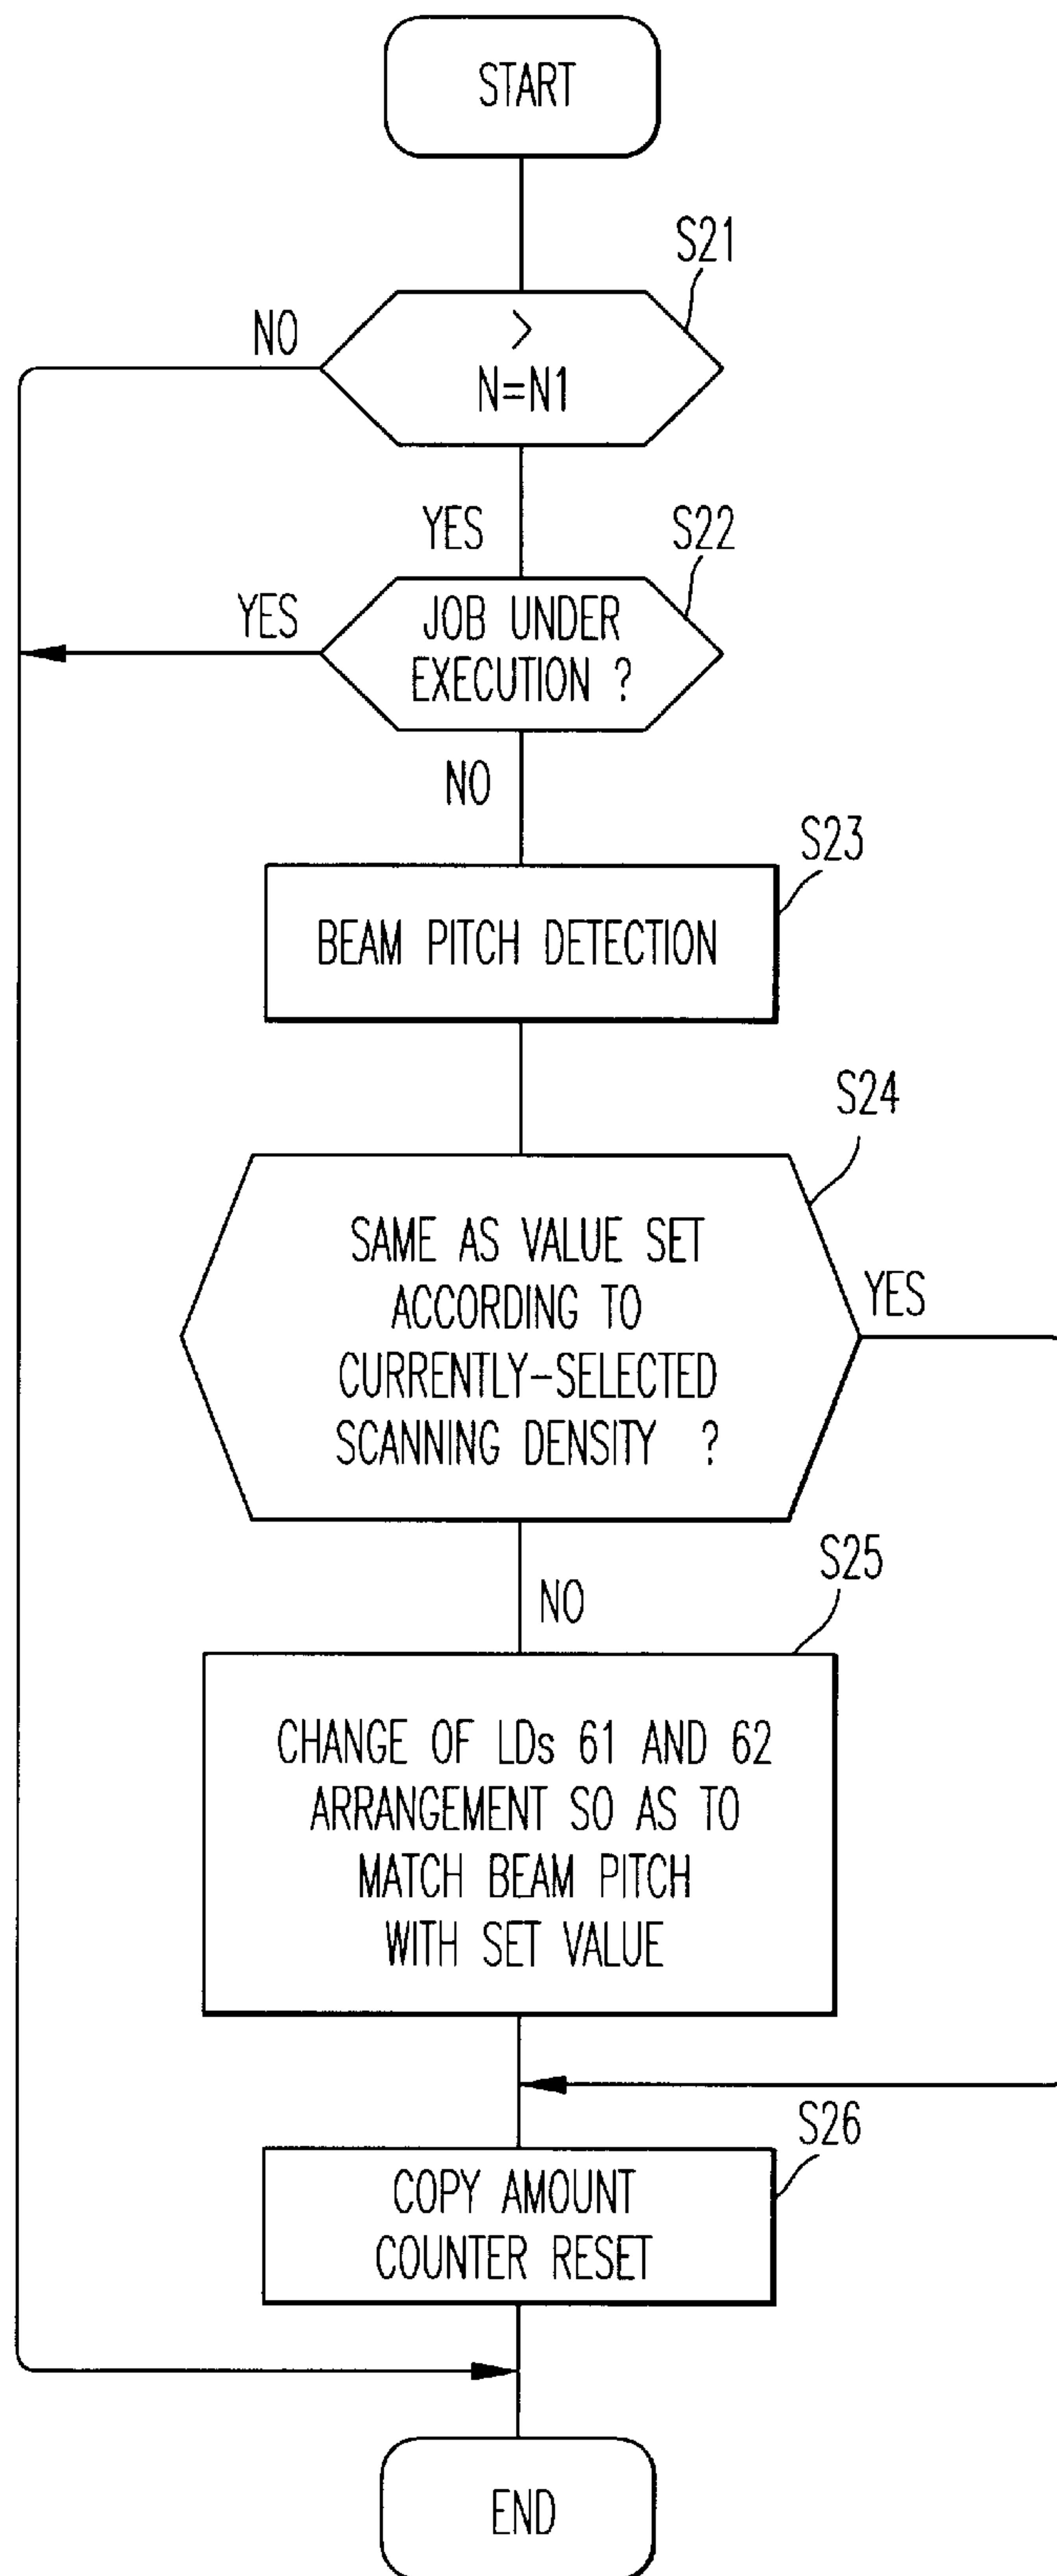 START
S21
NO
>
N=N1
YES
S22
YES
JOB UNDER
EXECUTION ?
NO
S23
BEAM PITCH DETECTION
S24
SAME AS VALUE SET
ACCORDING TO
CURRENTLY-SELECTED
SCANNING DENSITY ?
YES
NO
S25
CHANGE OF LDs 61 AND 62
ARRANGEMENT SO AS TO
MATCH BEAM PITCH
WITH SET VALUE
S26
COPY AMOUNT
COUNTER RESET
END